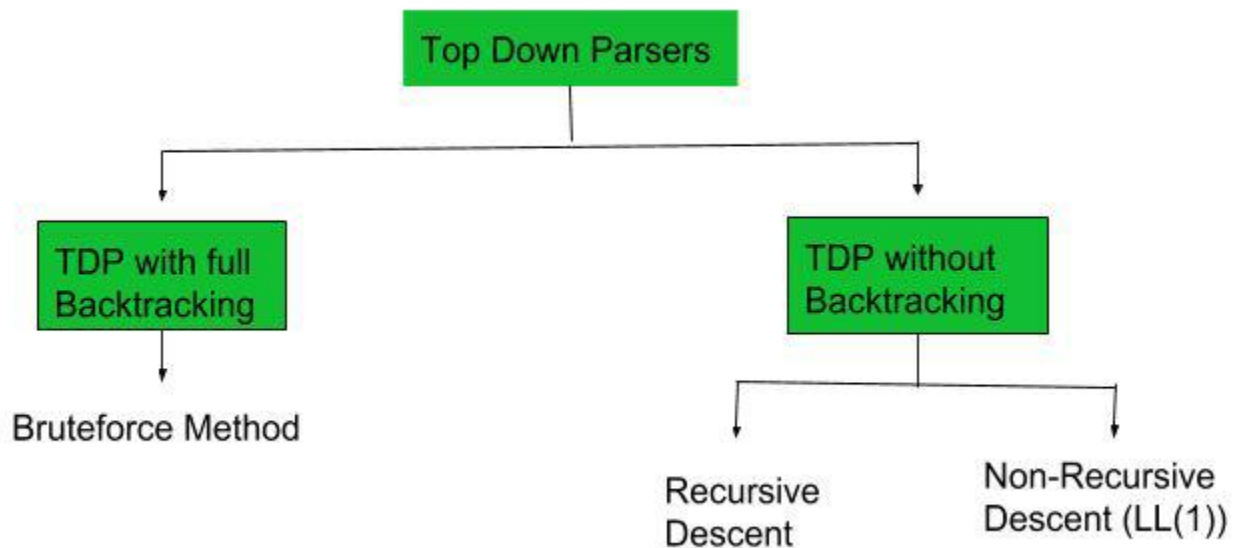 Top Down Parsers
TDP with full
Backtracking
TDP without
Backtracking
Bruteforce Method
Recursive
Descent
Non-Recursive
Descent (LL(1))